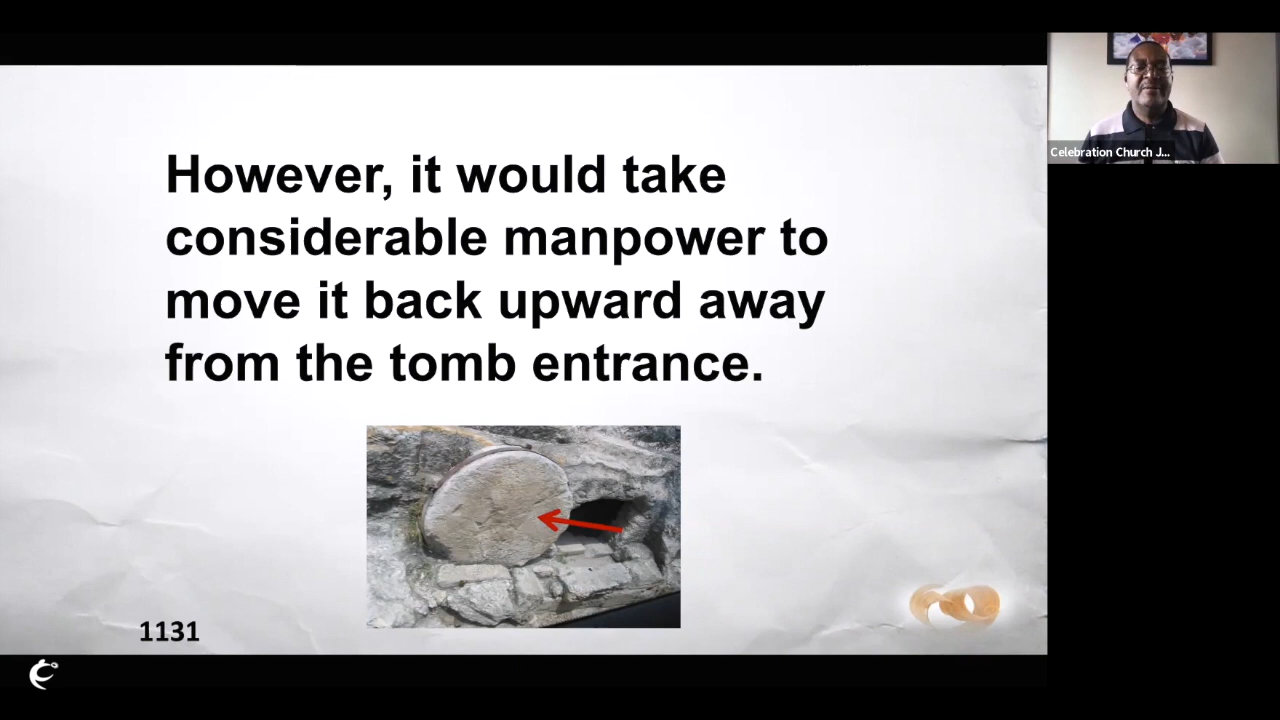 However, it would take
considerable manpower to
move it back upward away
from the tomb entrance.
1131
Celebration Church J...